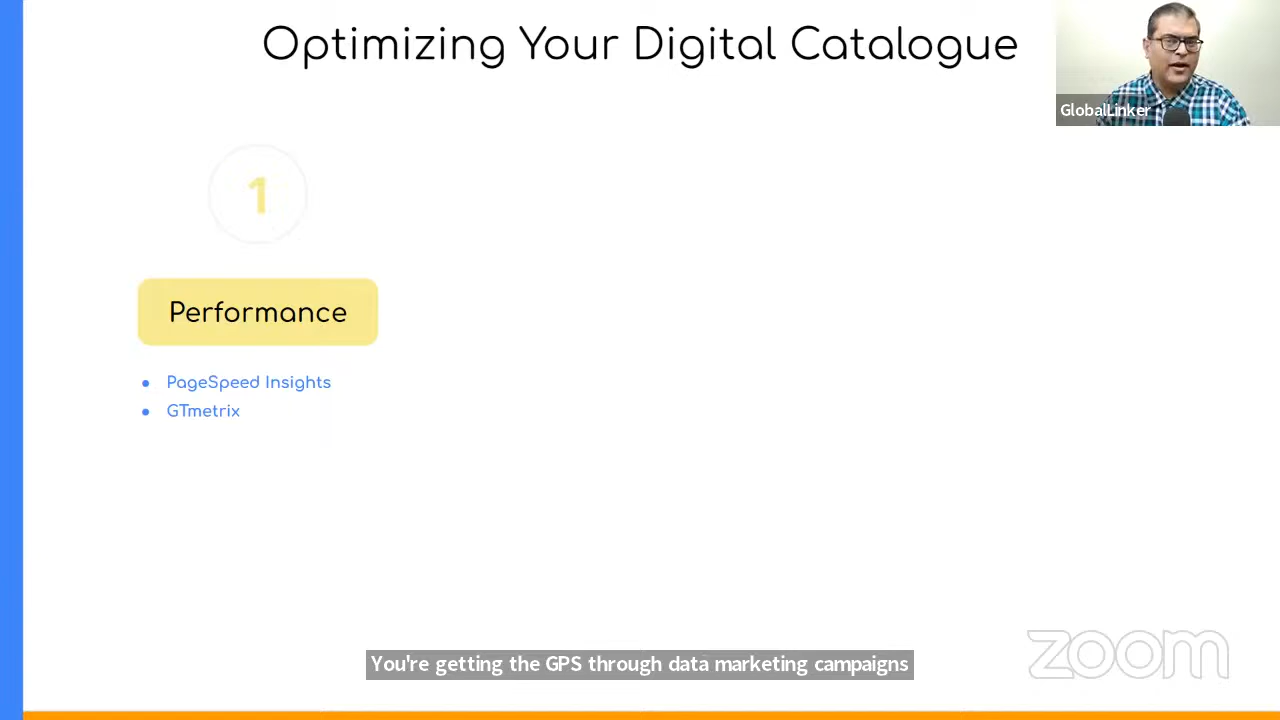 Optimizing Your Digital Catalogue
GlobalLinker
1
Performance
• PageSpeed Insights
• GTmetrix
You're getting the GPS through data marketing campaigns
zoom